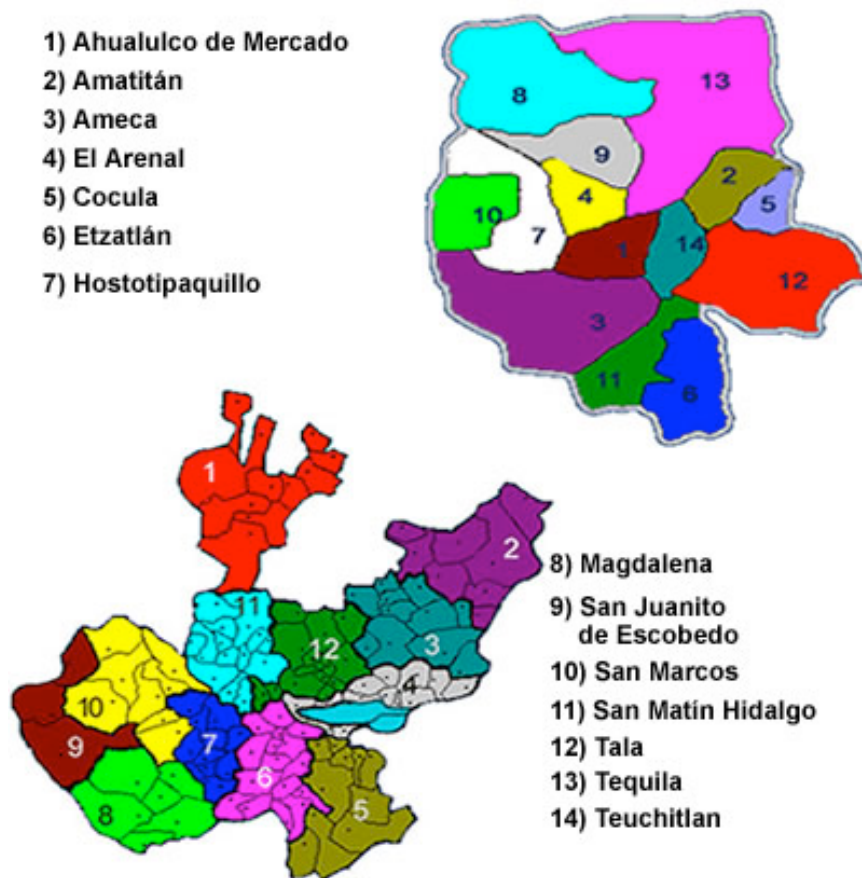 1) Ahualulco de Mercado
2) Amatitán
3) Ameca
4) El Arenal
5) Cocula
6) Etzatlán
7) Hostotipaquillo
8
13
9
2
4
5
10
7
1
14
12
3
11
6
1
2
11
12
3
4
10
7
9
6
8
5
8) Magdalena
9) San Juanito
de Escobedo
10) San Marcos
11) San Matín Hidalgo
12) Tala
13) Tequila
14) Teuchitlan